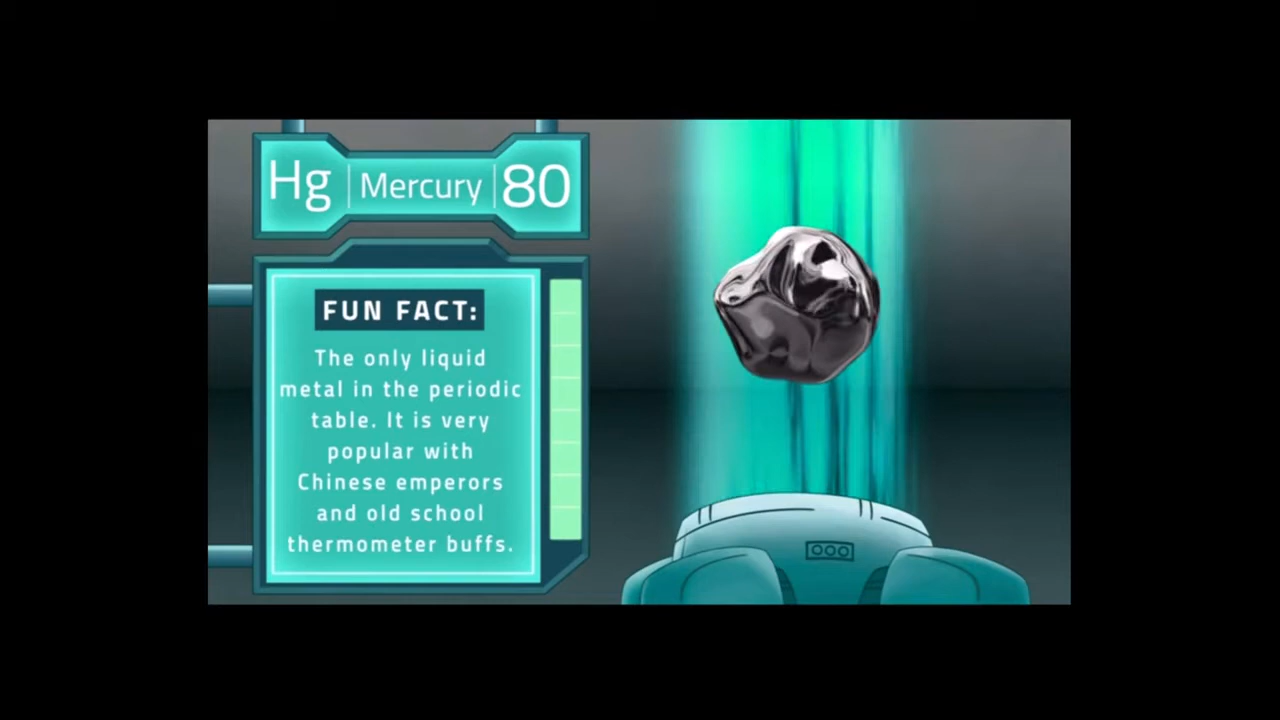 Hg | Mercury | 80
FUN FACT:
The only liquid
metal in the periodic
table. It is very
popular with
Chinese emperors
and old school
thermometer buffs.